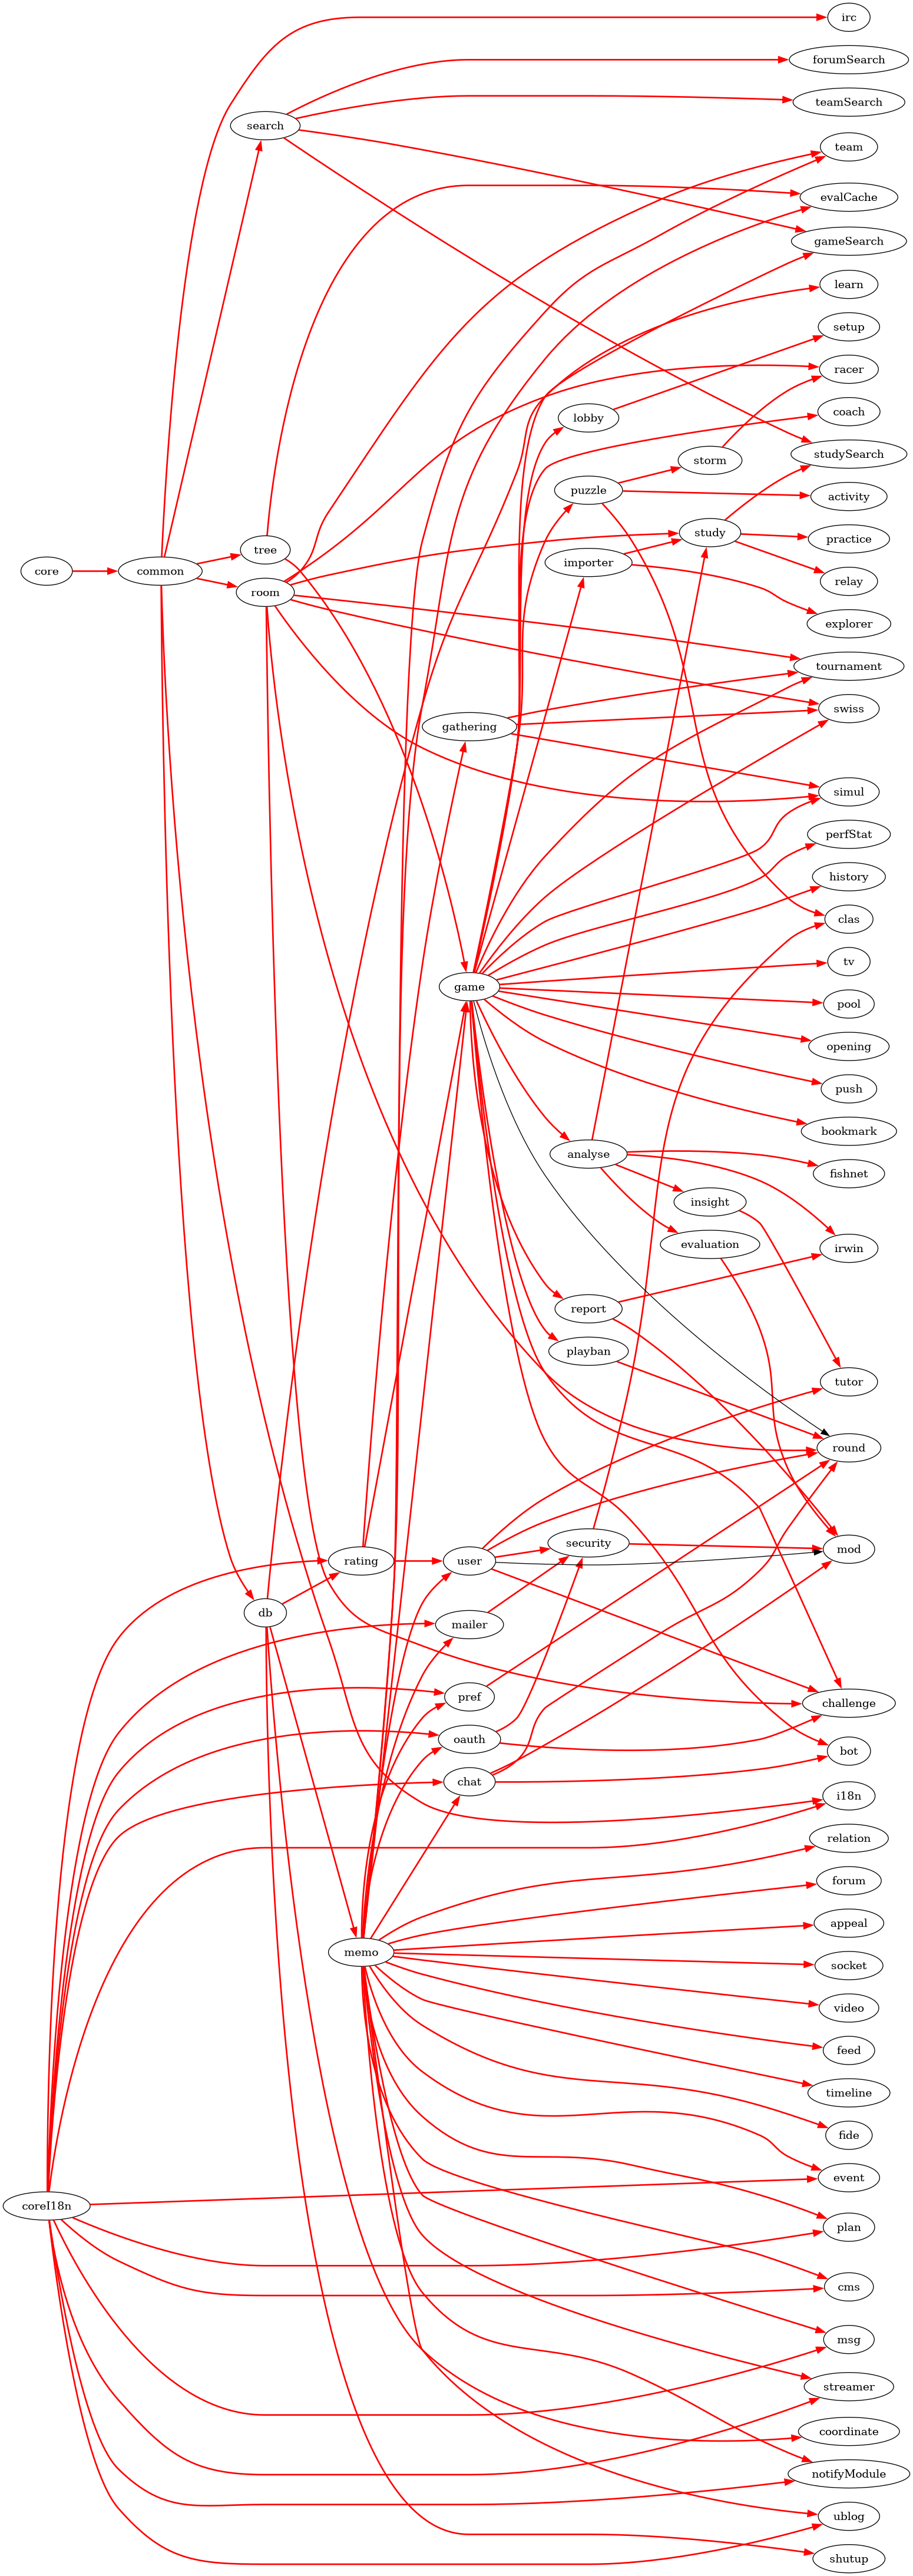 irc
forumSearch
teamSearch
search
team
evalCache
gameSearch
learn
setup
racer
coach
lobby
studySearch
storm
puzzle
activity
study
practice
tree
importer
core
common
relay
room
explorer
tournament
swiss
gathering
simul
perfStat
history
clas
tv
game
pool
opening
push
bookmark
analyse
fishnet
insight
evaluation
irwin
report
playban
tutor
round
security
mod
rating
user
db
mailer
pref
challenge
oauth
bot
chat
i18n
relation
forum
appeal
memo
socket
video
feed
timeline
fide
event
coreI18n
plan
cms
msg
streamer
coordinate
notifyModule
ublog
shutup